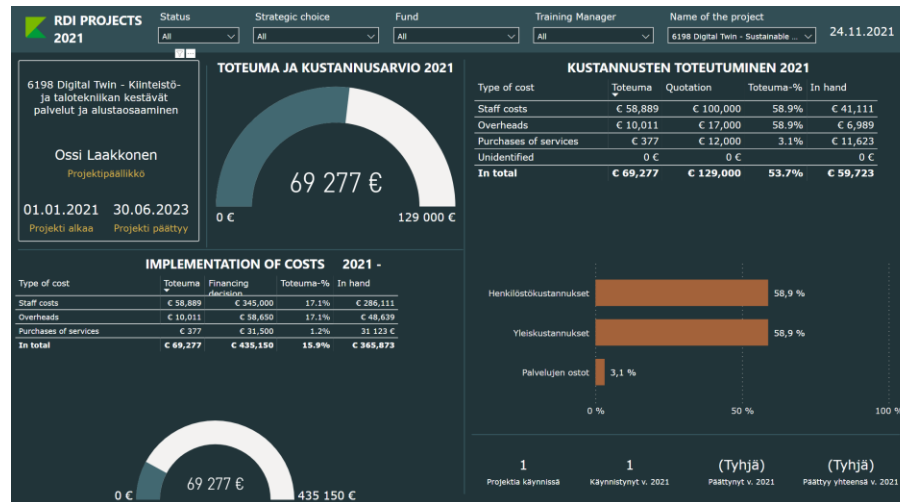 RDI PROJECTS
2021
Status
All
Strategic choice
All
Fund
All
Training Manager
All
Name of the project
6198 Digital Twin - Sustainable ...
24.11.2021
6198 Digital Twin - Kiinteistö-
ja talotekniikan kestävät
palvelut ja alustaosaaminen
Ossi Laakkonen
Projektipäällikkö
01.01.2021 30.06.2023
Projekti alkaa Projekti päättyy
TOTEUMA JA KUSTANNUSARVIO 2021
69 277 €
0 € 129 000 €
KUSTANNUSTEN TOTEUTUMINEN 2021
Type of cost Toteuma Quotation Toteuma-% In hand
Staff costs € 58,889 € 100,000 58.9% € 41,111
Overheads € 10,011 € 17,000 58.9% € 6,989
Purchases of services € 377 € 12,000 3.1% € 11,623
Unidentified 0 € 0 € 0 €
In total € 69,277 € 129,000 53.7% € 59,723
IMPLEMENTATION OF COSTS 2021 -
Type of cost Toteuma Financing decision Toteuma-% In hand
Staff costs € 58,889 € 345,000 17.1% € 286,111
Overheads € 10,011 € 58,650 17.1% € 48,639
Purchases of services € 377 € 31,500 1.2% 31 123 €
In total € 69,277 € 435,150 15.9% € 365,873
69 277 €
0 € 435 150 €
Henkilöstökustannukset 58,9 %
Yleiskustannukset 58,9 %
Palvelujen ostot 3,1 %
0 % 50 % 100 %
1 1 (Tyhjä) (Tyhjä)
Projektia käynnissä Käynnistynyt v. 2021 Päättynyt v. 2021 Päättyy yhteensä v. 2021